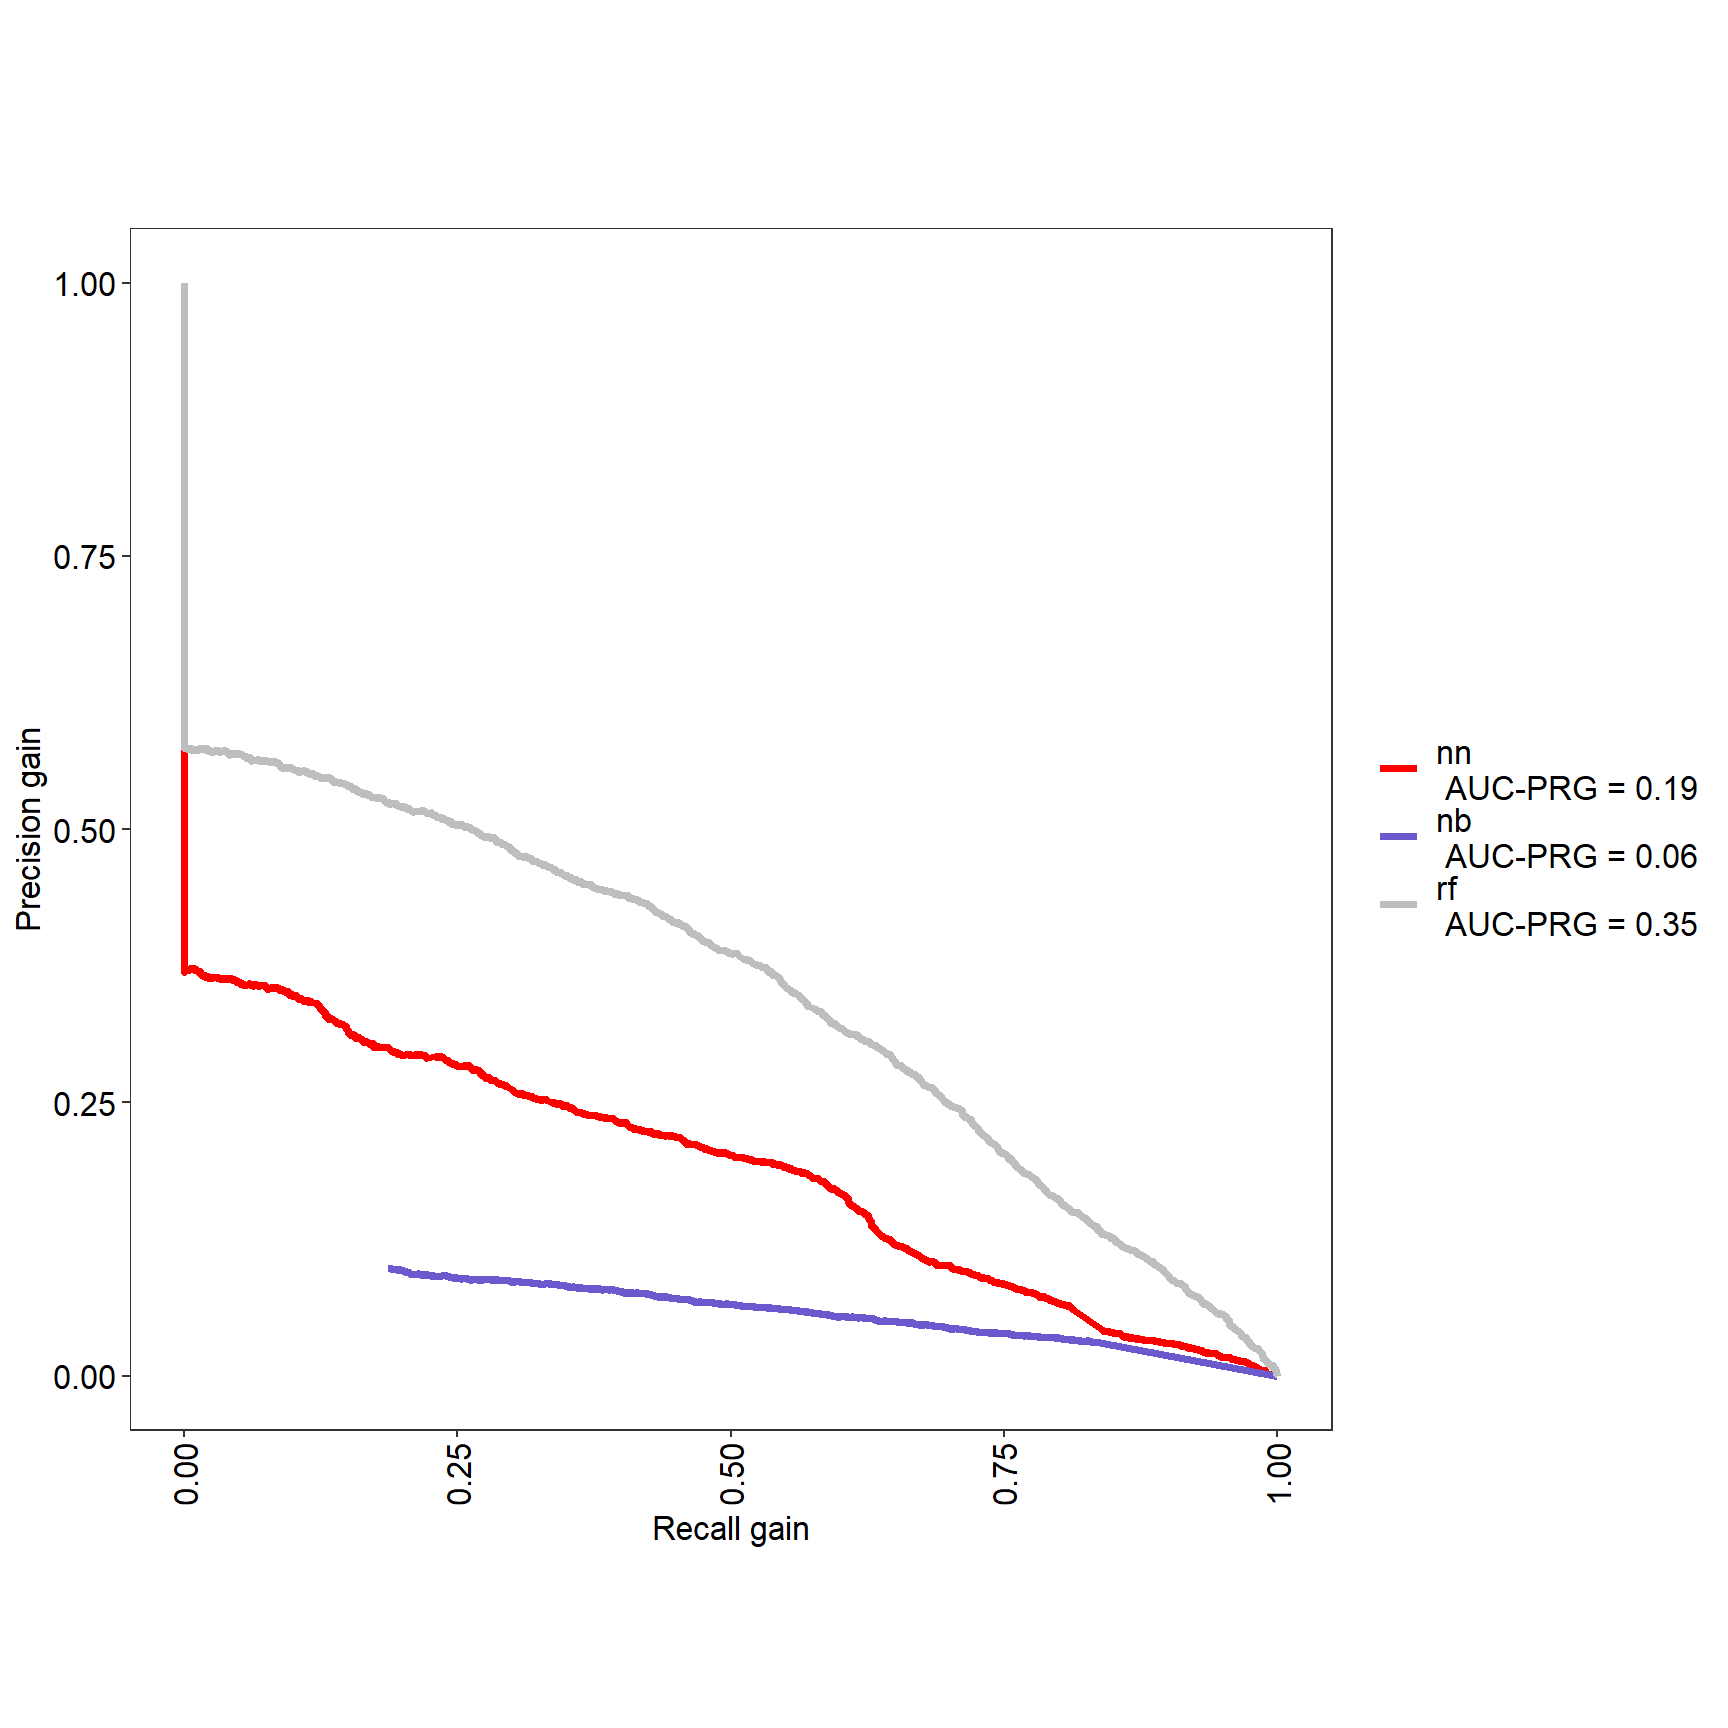 1.00
0.75
0.50
0.25
0.00
Precision gain
0.00
0.25
0.50
0.75
1.00
Recall gain
nn
AUC-PRG = 0.19
nb
AUC-PRG = 0.06
rf
AUC-PRG = 0.35